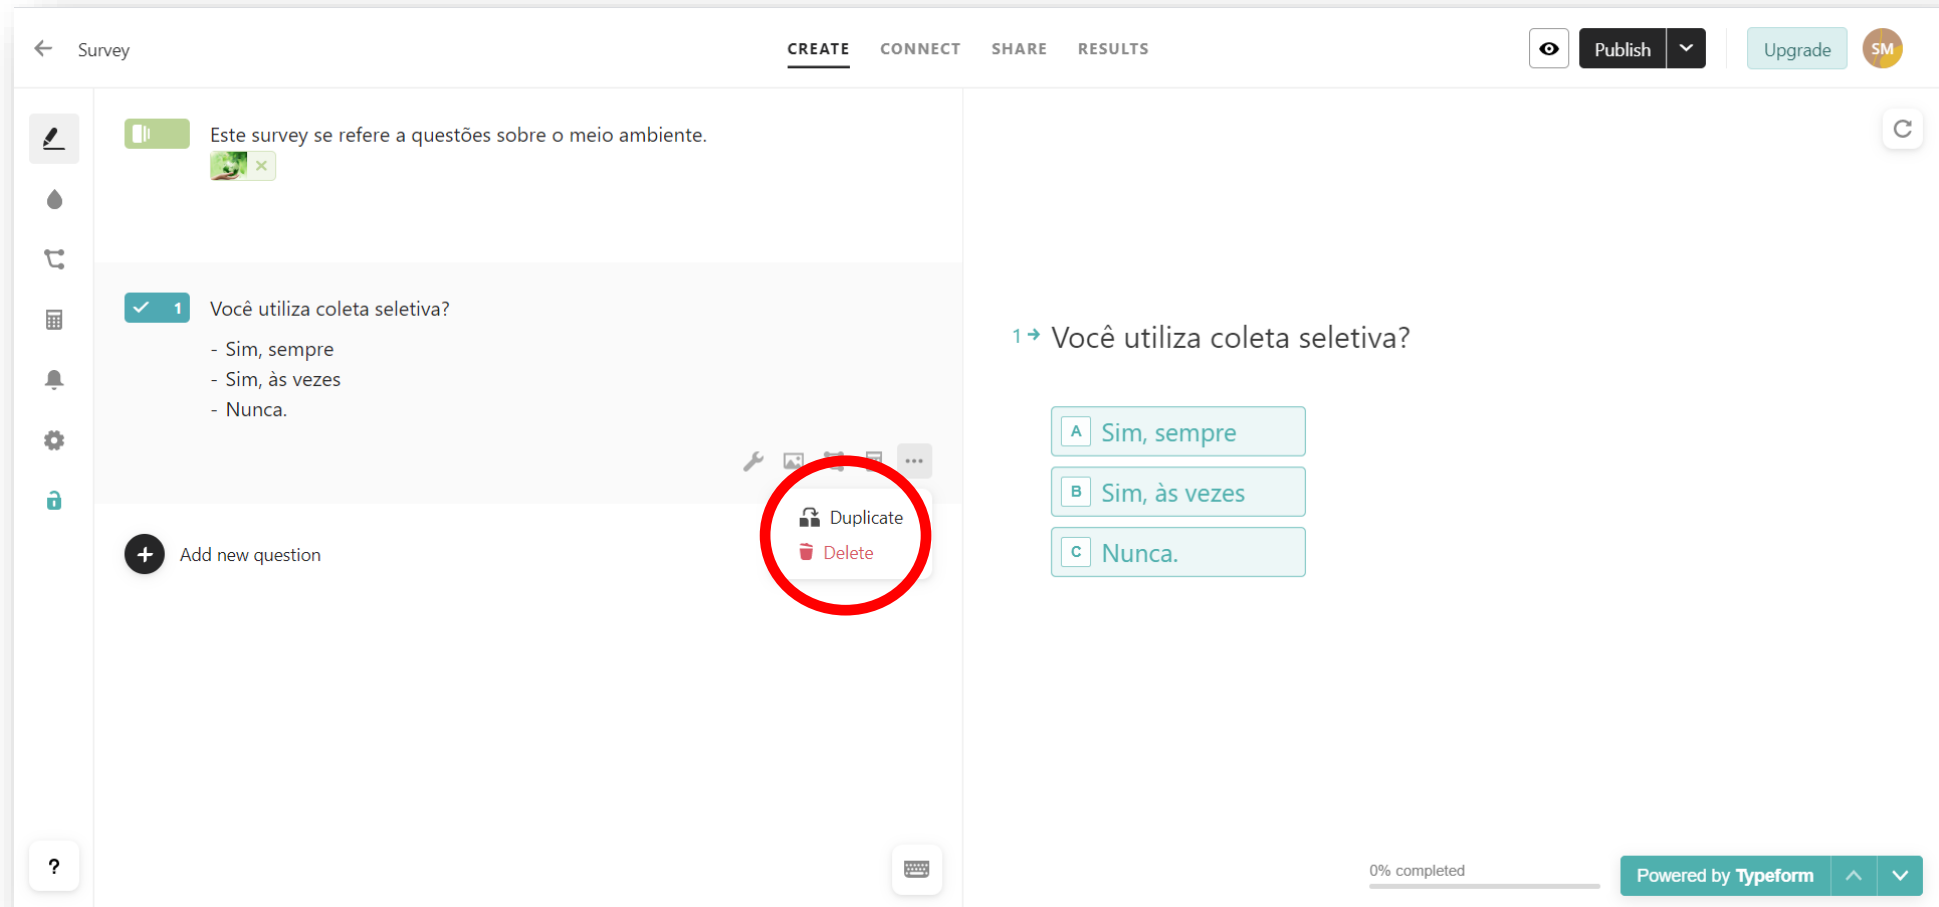 Survey
CREATE CONNECT SHARE RESULTS
Publish
Upgrade
SM
Este survey se refere a questões sobre o meio ambiente.
1 Você utiliza coleta seletiva?
- Sim, sempre
- Sim, às vezes
- Nunca.
Duplicate
Delete
+ Add new question
?
1 → Você utiliza coleta seletiva?
A Sim, sempre
B Sim, às vezes
C Nunca.
0% completed
Powered by Typeform